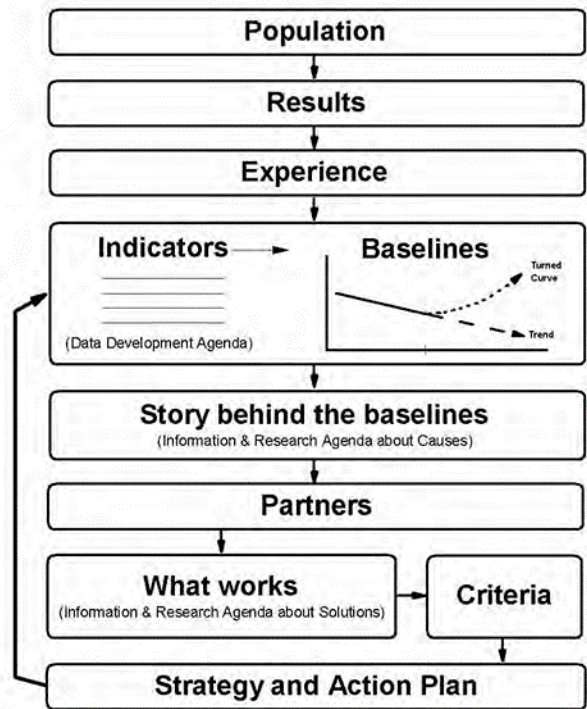 Population
Results
Experience
Indicators
Baselines
Turned
Curve
Trend
(Data Development Agenda)
Story behind the baselines
(Information & Research Agenda about Causes)
Partners
What works
(Information & Research Agenda about Solutions)
Criteria
Strategy and Action Plan